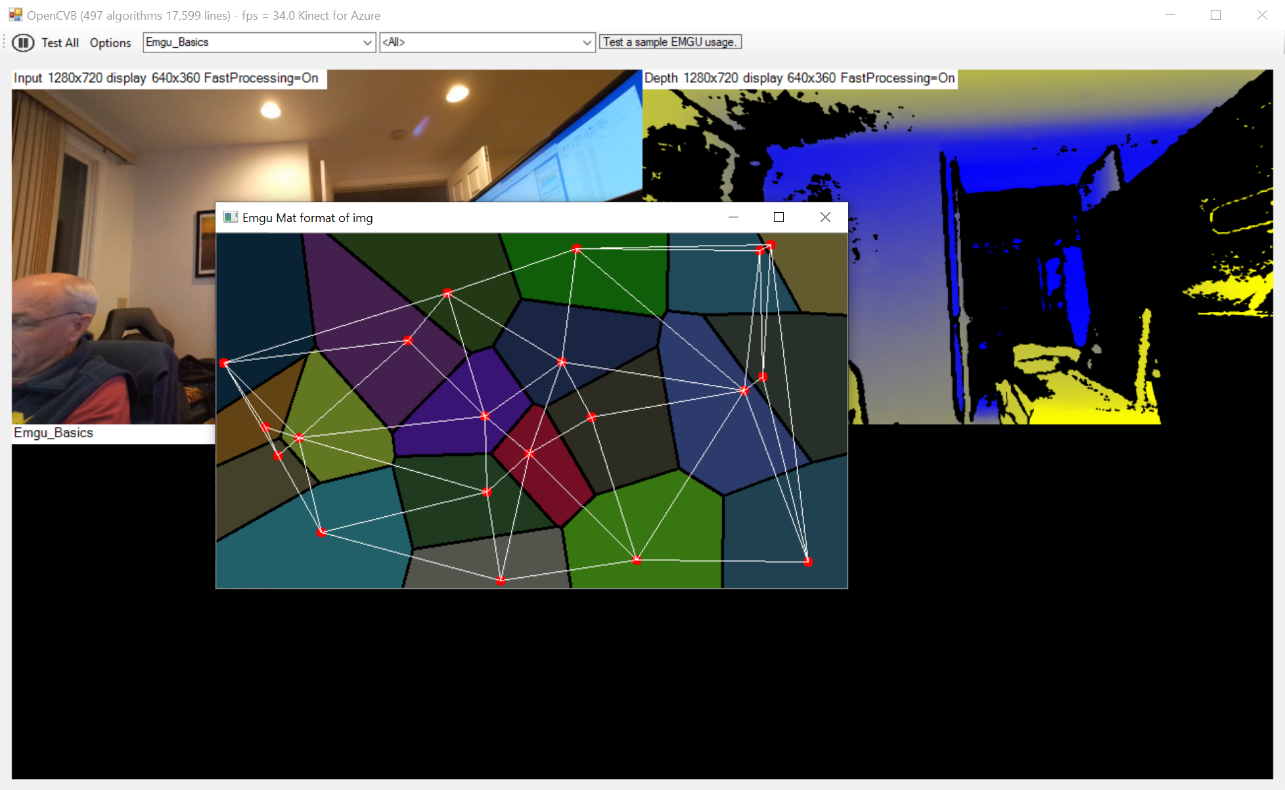 OpenCVB (497 algorithms 17,599 lines) - fps = 34.0 Kinect for Azure
Test All Options Emgu_Basics <All> Test a sample EMGU usage.
Input 1280x720 display 640x360 FastProcessing=On
Depth 1280x720 display 640x360 FastProcessing=On
Emgu Mat format of img
Emgu_Basics